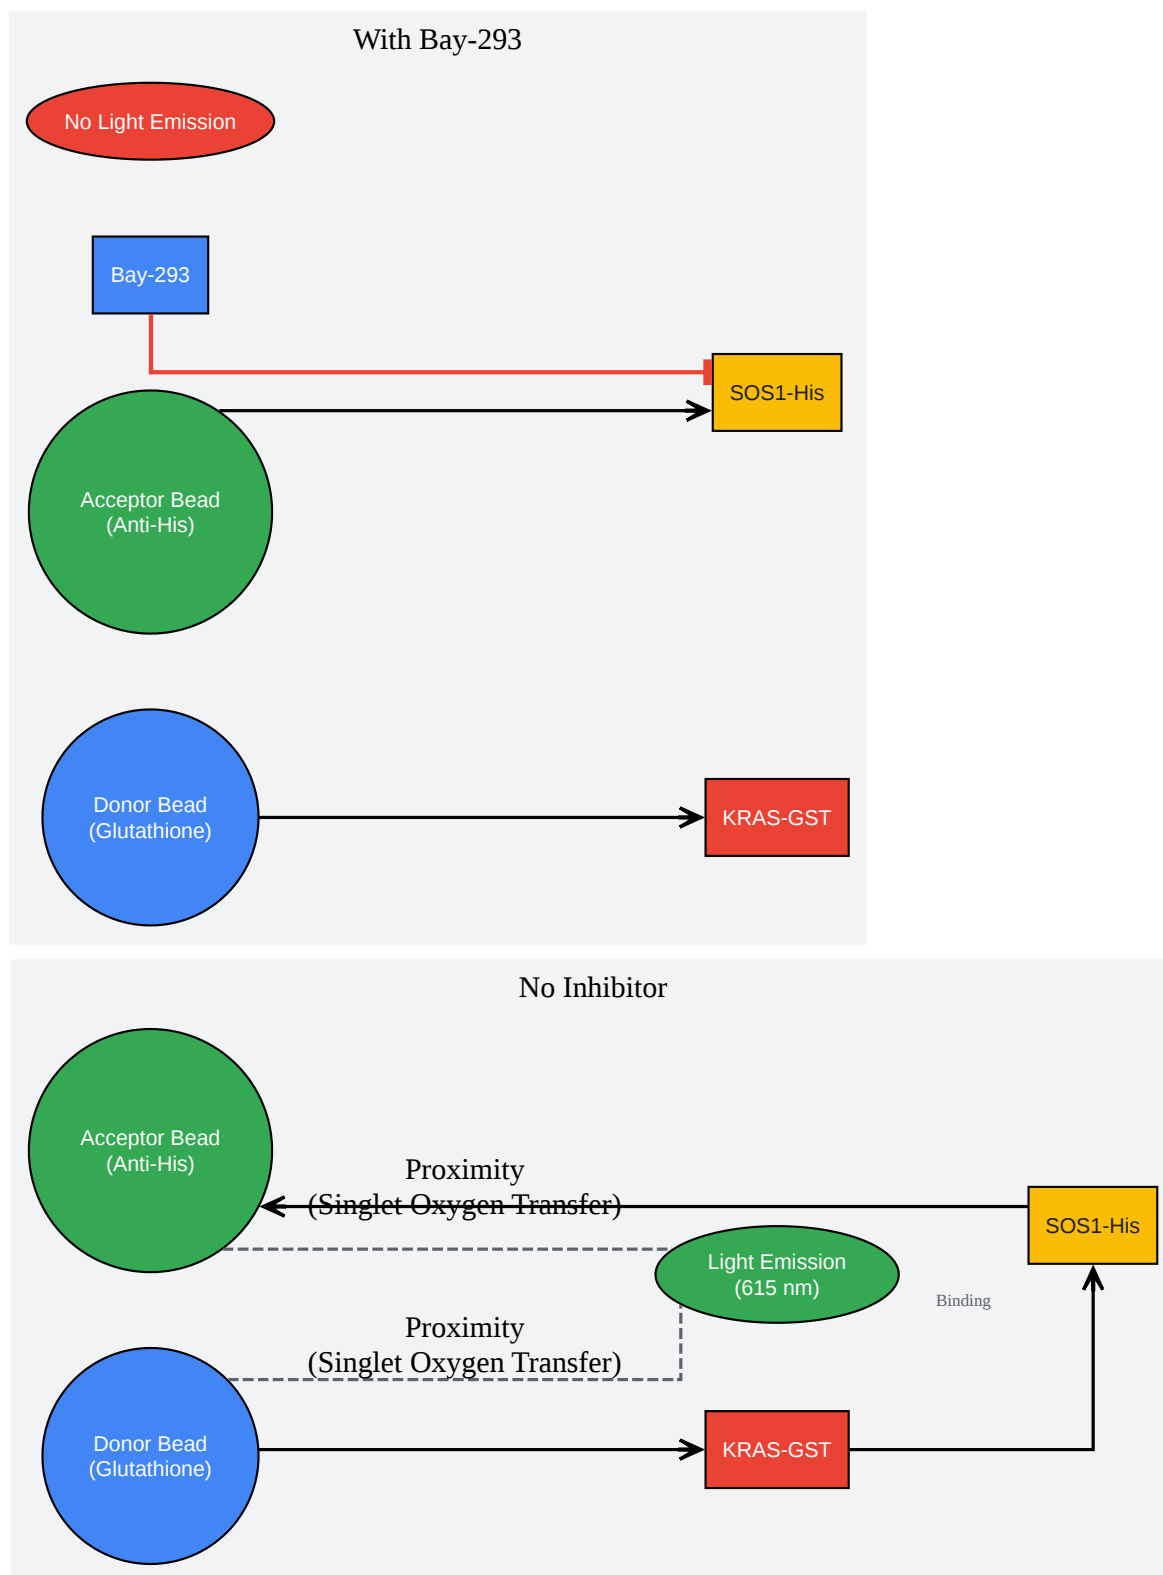 With Bay-293
No Light Emission
Bay-293
SOS1-His
Acceptor Bead
(Anti-His)
Donor Bead
(Glutathione)
KRAS-GST
No Inhibitor
Acceptor Bead
(Anti-His)
Proximity
(Singlet Oxygen Transfer)
SOS1-His
Light Emission
(615 nm)
Binding
Proximity
(Singlet Oxygen Transfer)
Donor Bead
(Glutathione)
KRAS-GST